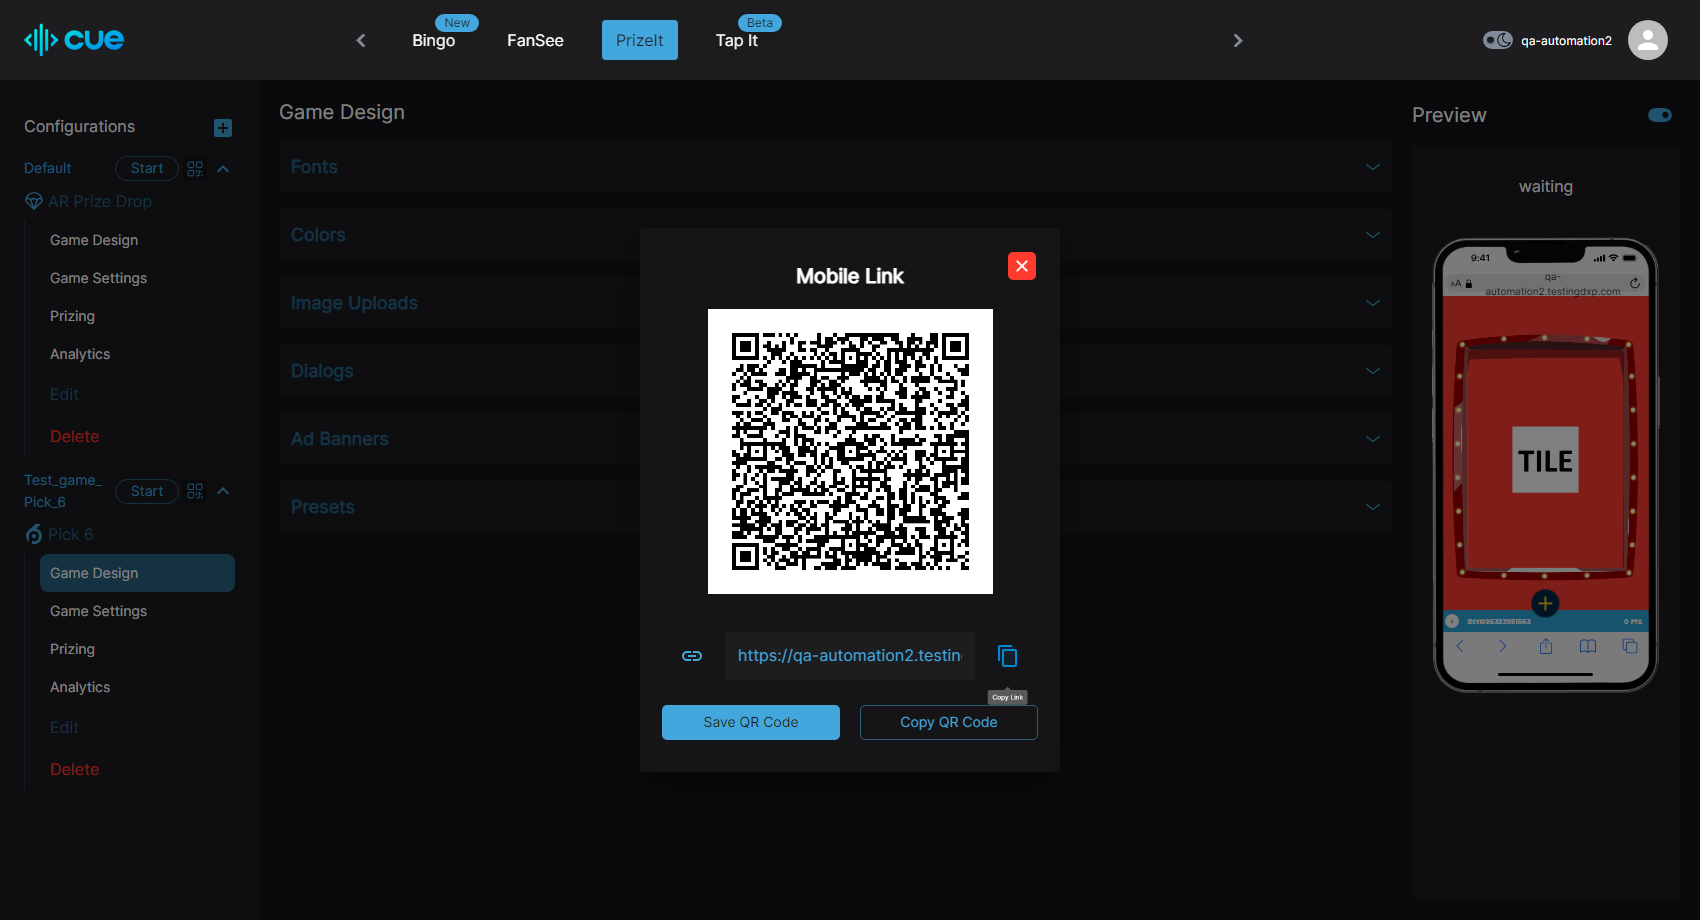 cue
New
Bingo
FanSee
PrizeIt
Beta
Tap It
qa-automation2
Configurations
Default
Start
AR Prize Drop
Game Design
Game Settings
Prizing
Analytics
Edit
Delete
Test_game_
Pick_6
Start
Pick 6
Game Design
Game Settings
Prizing
Analytics
Edit
Delete
Game Design
Fonts
Colors
Image Uploads
Dialogs
Ad Banners
Presets
Mobile Link
https://qa-automation2.testin
Copy Link
Save QR Code
Copy QR Code
Preview
waiting
9:41
AA
qa-
automation2.testingdxp.com
TILE
0 PTS.